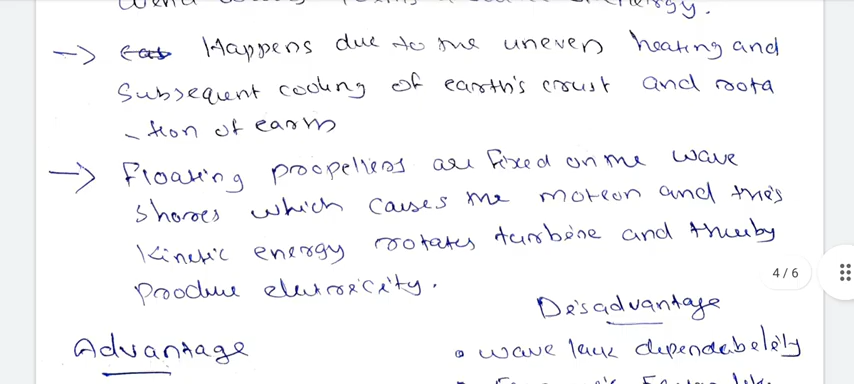 energy.
→ Happens due to the uneven heating and
Subsequent cooling of earth's crust and rota
-tion of earth
→ Floating propellers are fixed on the wave
shores which causes the motion and this
Kinetic energy rotates turbine and thereby
produce electricity.
4/6
Disadvantage
Advantage
• wave lack dependabelity